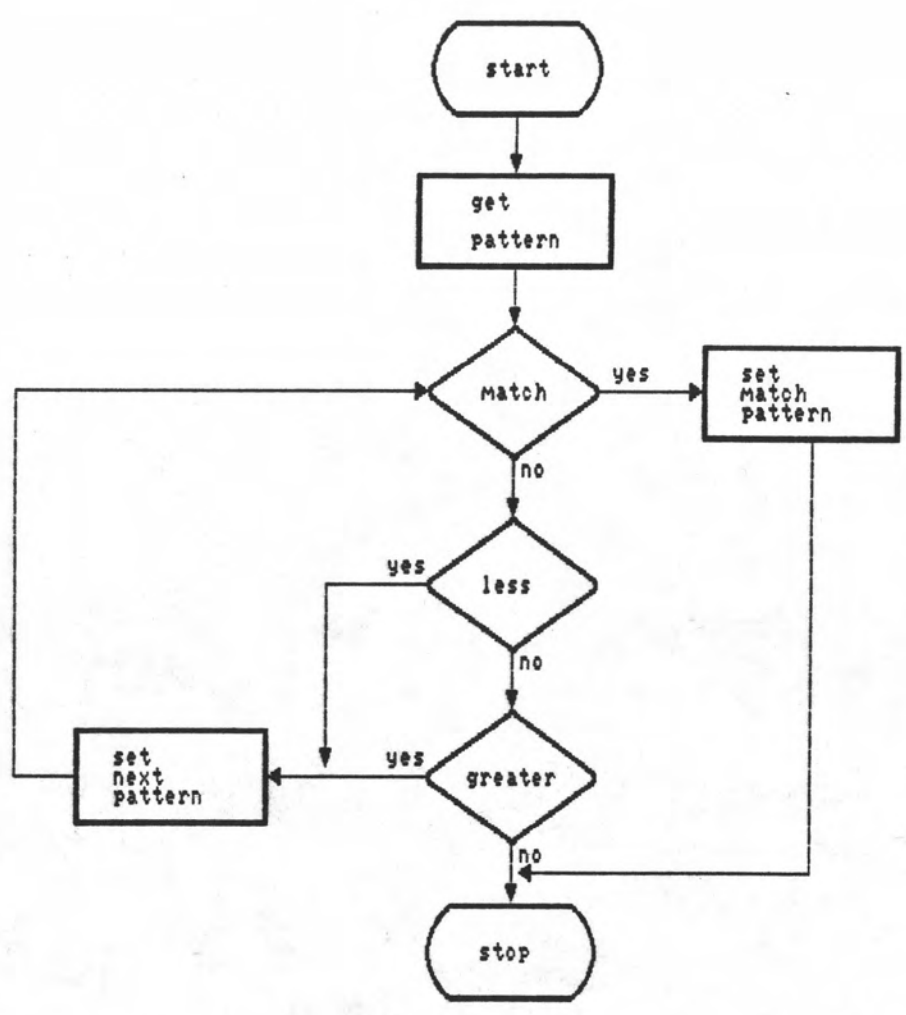 start
get
pattern
match
yes
set
match
pattern
no
yes
less
no
set
next
pattern
yes
greater
no
stop